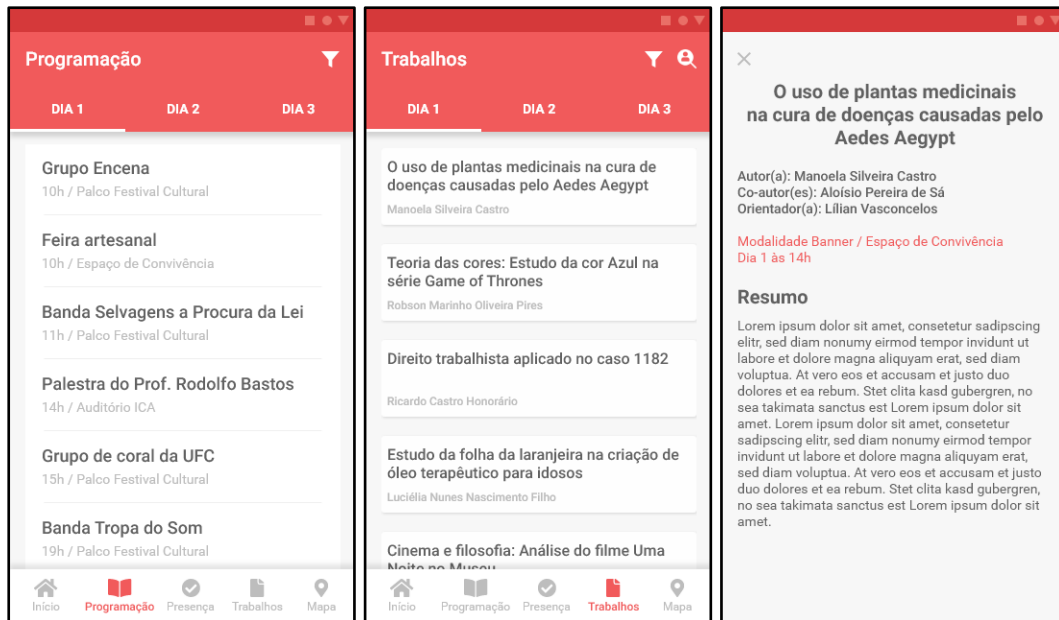 Programação
DIA 1
DIA 2
DIA 3
Grupo Encena
10h / Palco Festival Cultural
Feira artesanal
10h / Espaço de Convivência
Banda Selvagens a Procura da Lei
11h / Palco Festival Cultural
Palestra do Prof. Rodolfo Bastos
14h / Auditório ICA
Grupo de coral da UFC
15h / Palco Festival Cultural
Banda Tropa do Som
19h / Palco Festival Cultural
Início
Programação
Presença
Trabalhos
Mapa
Trabalhos
DIA 1
DIA 2
DIA 3
O uso de plantas medicinais na cura de
doenças causadas pelo Aedes Aegypt
Manoela Silveira Castro
Teoria das cores: Estudo da cor Azul na
série Game of Thrones
Robson Marinho Oliveira Pires
Direito trabalhista aplicado no caso 1182
Ricardo Castro Honorário
Estudo da folha da laranjeira na criação de
óleo terapêutico para idosos
Luciélia Nunes Nascimento Filho
Cinema e filosofia: Análise do filme Uma
Noite no Museu
Início
Programação
Presença
Trabalhos
Mapa
O uso de plantas medicinais
na cura de doenças causadas pelo
Aedes Aegypt
Autor(a): Manoela Silveira Castro
Co-autor(es): Aloísio Pereira de Sá
Orientador(a): Lílian Vasconcelos
Modalidade Banner / Espaço de Convivência
Dia 1 às 14h
Resumo
Lorem ipsum dolor sit amet, consetetur sadipscing
elitr, sed diam nonumy eirmod tempor invidunt ut
labore et dolore magna aliquyam erat, sed diam
voluptua. At vero eos et accusam et justo duo
dolores et ea rebum. Stet clita kasd gubergren, no
sea takimata sanctus est Lorem ipsum dolor sit
amet. Lorem ipsum dolor sit amet, consetetur
sadipscing elitr, sed diam nonumy eirmod tempor
invidunt ut labore et dolore magna aliquyam erat,
sed diam voluptua. At vero eos et accusam et justo
duo dolores et ea rebum. Stet clita kasd gubergren,
no sea takimata sanctus est Lorem ipsum dolor sit
amet.